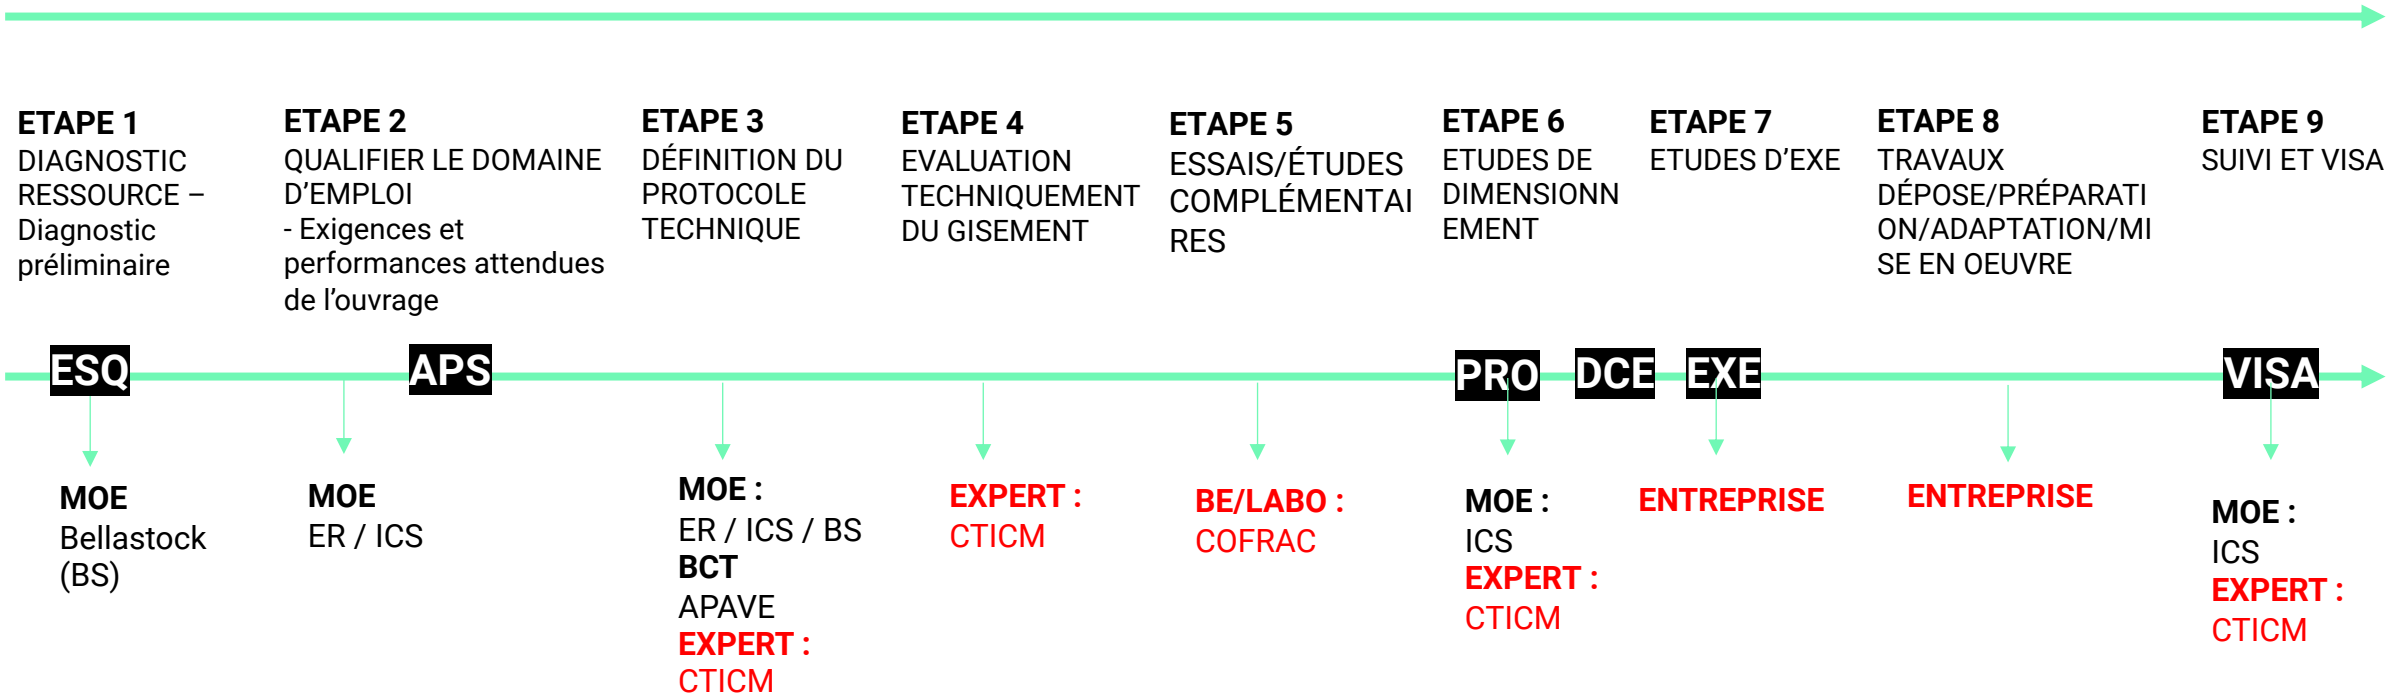 ETAPE 1
DIAGNOSTIC
RESSOURCE –
Diagnostic
préliminaire
ETAPE 2
QUALIFIER LE DOMAINE
D'EMPLOI
- Exigences et
performances attendues
de l'ouvrage
ETAPE 3
DÉFINITION DU
PROTOCOLE
TECHNIQUE
ETAPE 4
EVALUATION
TECHNIQUEMENT
DU GISEMENT
ETAPE 5
ESSAIS/ÉTUDES
COMPLÉMENTAI
RES
ETAPE 6
ETUDES DE
DIMENSIONN
EMENT
ETAPE 7
ETUDES D'EXE
ETAPE 8
TRAVAUX
DÉPOSE/PRÉPARATI
ON/ADAPTATION/MI
SE EN OEUVRE
ETAPE 9
SUIVI ET VISA
ESQ
APS
PRO
DCE
EXE
VISA
MOE
Bellastock
(BS)
MOE
ER / ICS
MOE :
ER / ICS / BS
BCT
APAVE
EXPERT :
CTICM
EXPERT :
CTICM
BE/LABO :
COFRAC
MOE :
ICS
EXPERT :
CTICM
ENTREPRISE
ENTREPRISE
MOE :
ICS
EXPERT :
CTICM